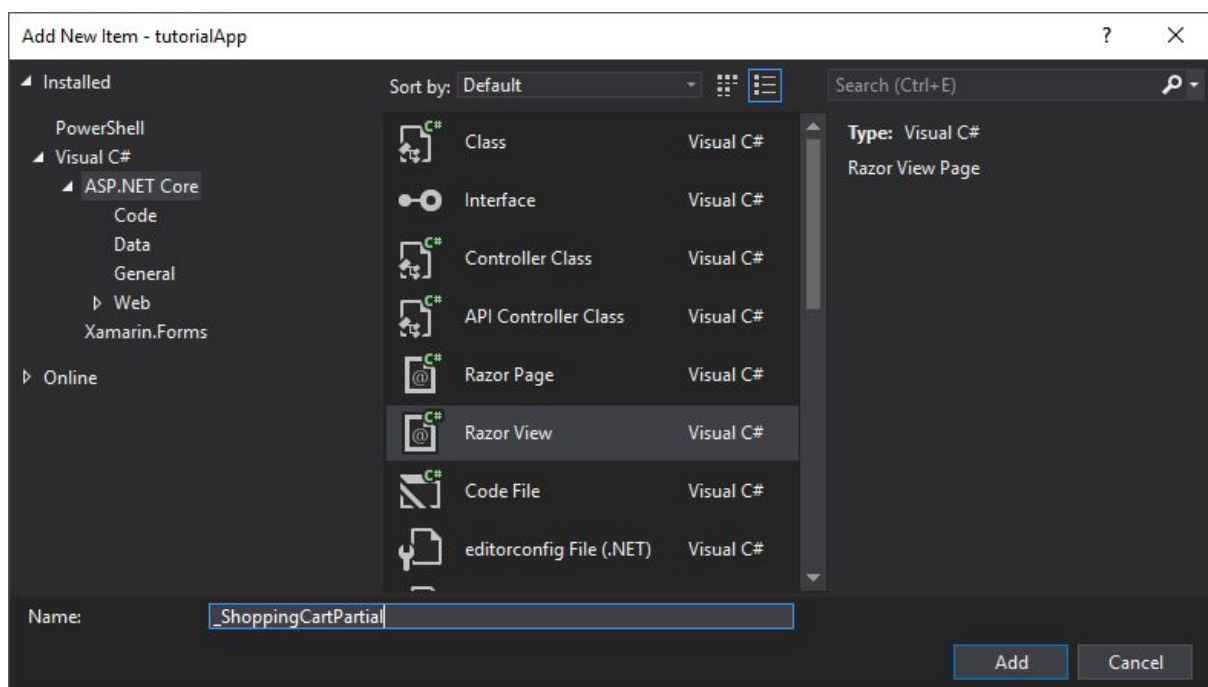 Add New Item - tutorialApp
?
Installed
PowerShell
Visual C#
ASP.NET Core
Code
Data
General
Web
Xamarin.Forms
Online
Sort by: Default
C# Class Visual C#
Interface Visual C#
C# Controller Class Visual C#
C# API Controller Class Visual C#
C# @ Razor Page Visual C#
C# @ Razor View Visual C#
C# Code File Visual C#
editorconfig File (.NET) Visual C#
Search (Ctrl+E)
Type: Visual C#
Razor View Page
Name: _ShoppingCartPartial
Add Cancel